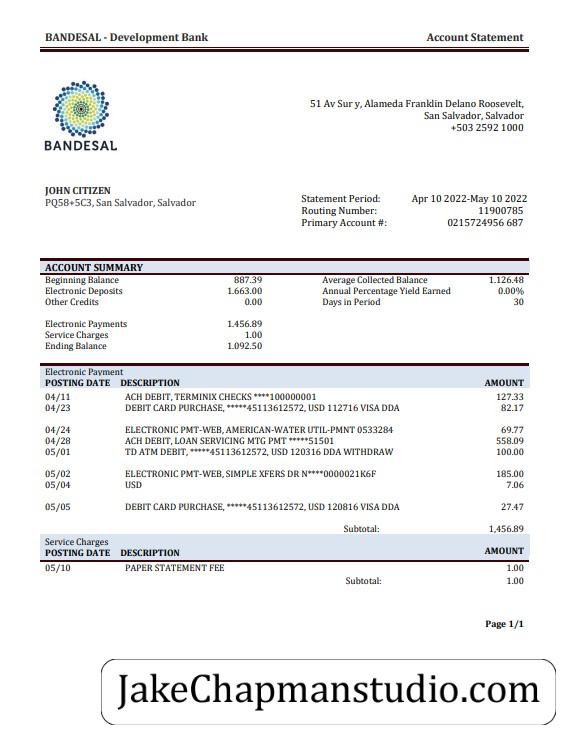 BANDESAL - Development Bank Account Statement
BANDESAL
51 Av Sur y, Alameda Franklin Delano Roosevelt,
San Salvador, Salvador
+503 2592 1000
JOHN CITIZEN
PQ58+5C3, San Salvador, Salvador
Statement Period: Apr 10 2022-May 10 2022
Routing Number: 11900785
Primary Account #: 0215724956 687
ACCOUNT SUMMARY
Beginning Balance 887.39 Average Collected Balance 1.126.48
Electronic Deposits 1.663.00 Annual Percentage Yield Earned 0.00%
Other Credits 0.00 Days in Period 30
Electronic Payments 1.456.89
Service Charges 1.00
Ending Balance 1.092.50
Electronic Payment
POSTING DATE DESCRIPTION AMOUNT
04/11 ACH DEBIT, TERMINIX CHECKS ****100000001 127.33
04/23 DEBIT CARD PURCHASE, *****45113612572, USD 112716 VISA DDA 82.17
04/24 ELECTRONIC PMT-WEB, AMERICAN-WATER UTIL-PMNT 0533284 69.77
04/28 ACH DEBIT, LOAN SERVICING MTG PMT *****51501 558.09
05/01 TD ATM DEBIT, *****45113612572, USD 120316 DDA WITHDRAW 100.00
05/02 ELECTRONIC PMT-WEB, SIMPLE XFERS DR N****0000021K6F 185.00
05/04 USD 7.06
05/05 DEBIT CARD PURCHASE, *****45113612572, USD 120816 VISA DDA 27.47
Subtotal: 1,456.89
Service Charges
POSTING DATE DESCRIPTION AMOUNT
05/10 PAPER STATEMENT FEE 1.00
Subtotal: 1.00
Page 1/1
JakeChapmanstudio.com